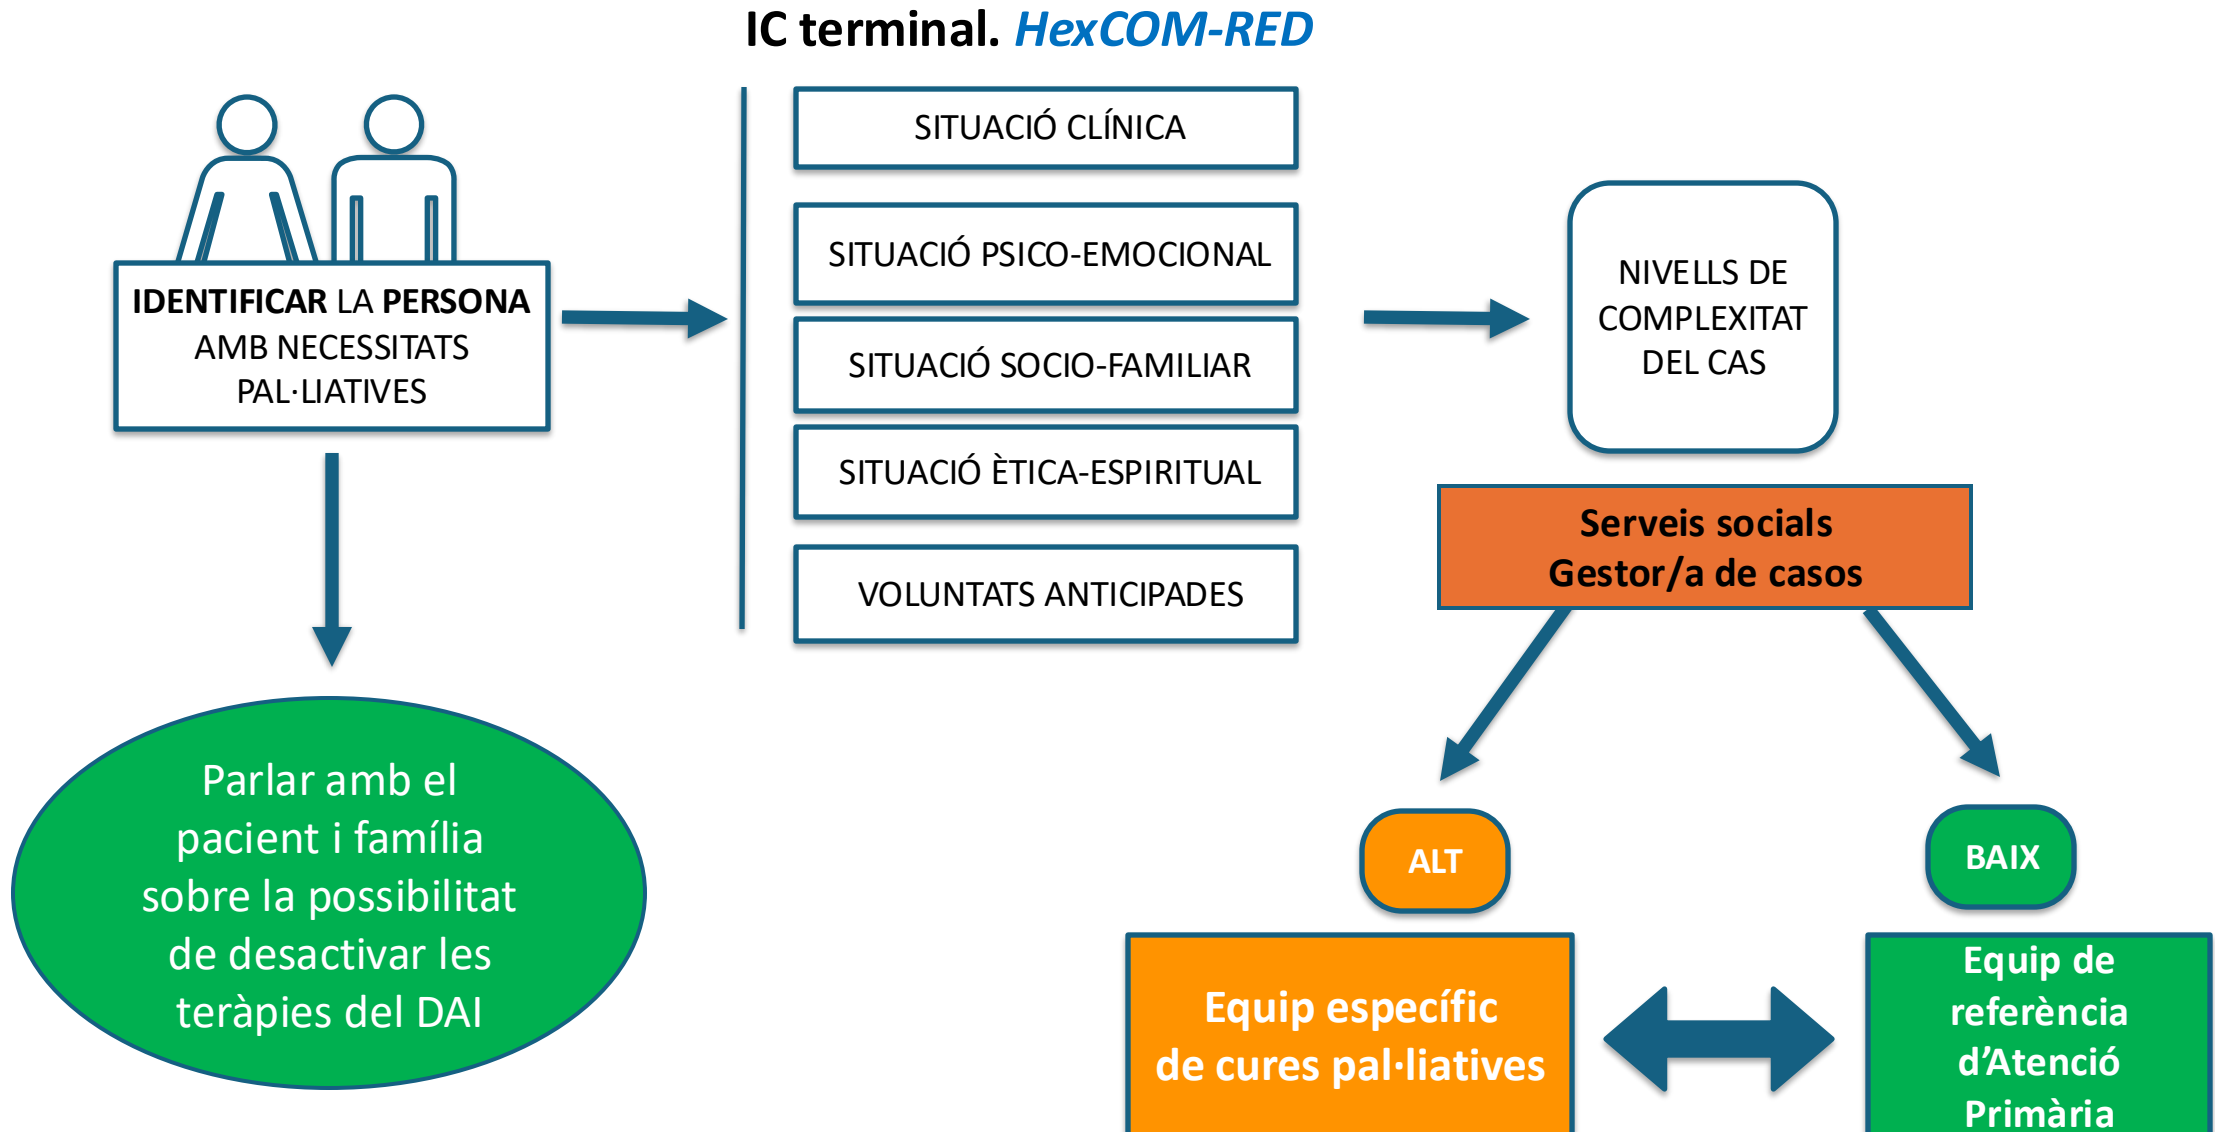 IC terminal. HexCOM-RED
IDENTIFICAR LA PERSONA
AMB NECESSITATS
PAL·LIATIVES
SITUACIÓ CLÍNICA
SITUACIÓ PSICO-EMOCIONAL
SITUACIÓ SOCIO-FAMILIAR
SITUACIÓ ÈTICA-ESPIRITUAL
VOLUNTATS ANTICIPADES
NIVELLS DE
COMPLEXITAT
DEL CAS
Serveis socials
Gestor/a de casos
Parlar amb el
pacient i família
sobre la possibilitat
de desactivar les
teràpies del DAI
ALT
Equip específic
de cures pal·liatives
BAIX
Equip de
referència
d’Atenció
Primària